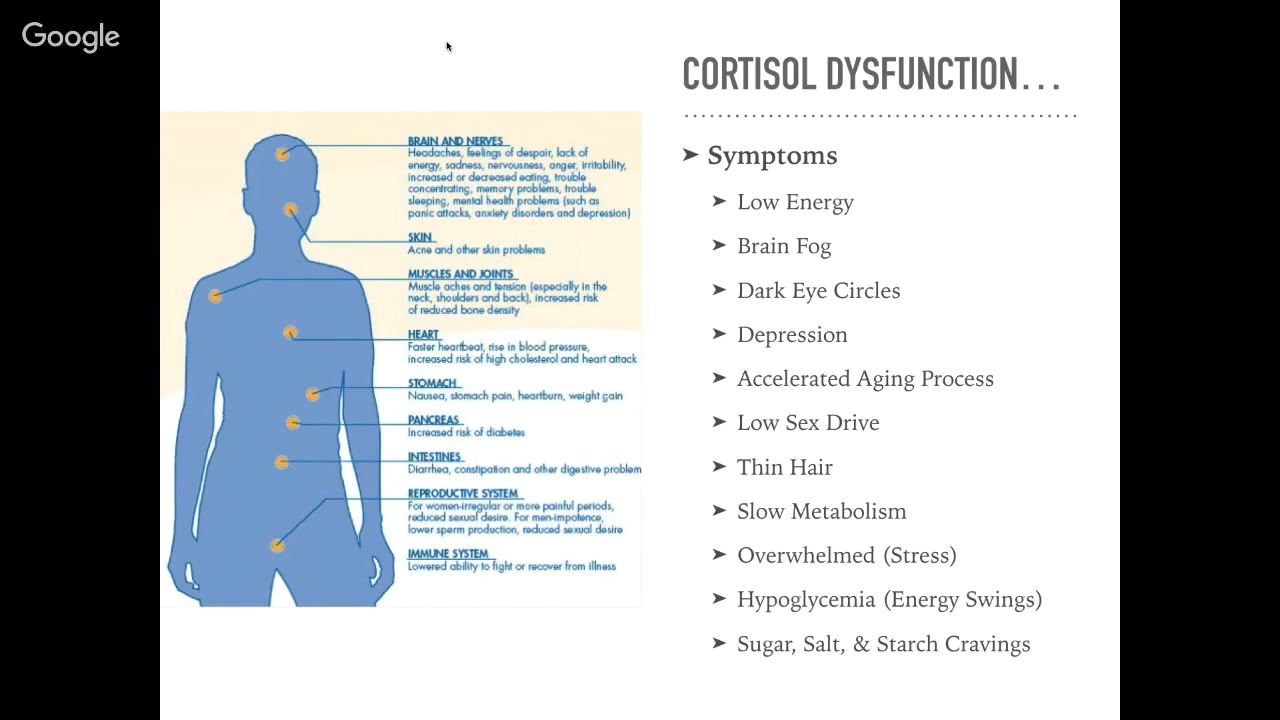 Google
CORTISOL DYSFUNCTION...
BRAIN AND NERVES
Headaches, feelings of despair, lack of
energy, sadness, nervousness, anger, irritability,
increased or decreased eating, trouble
concentrating, memory problems, trouble
sleeping, mental health problems (such as
panic attacks, anxiety disorders and depression)
SKIN
Acne and other skin problems
MUSCLES AND JOINTS
Muscle aches and tension (especially in the
neck, shoulders and back), increased risk
of reduced bone density
HEART
Faster heartbeat, rise in blood pressure,
increased risk of high cholesterol and heart attack
STOMACH
Nausea, stomach pain, heartburn, weight gain
PANCREAS
Increased risk of diabetes
INTESTINES
Diarrhea, constipation and other digestive problem
REPRODUCTIVE SYSTEM
For women-irregular or more painful periods,
reduced sexual desire. For men-impotence,
lower sperm production, reduced sexual desire
IMMUNE SYSTEM
Lowered ability to fight or recover from illness
➤ Symptoms
➤ Low Energy
➤ Brain Fog
➤ Dark Eye Circles
➤ Depression
➤ Accelerated Aging Process
➤ Low Sex Drive
➤ Thin Hair
➤ Slow Metabolism
➤ Overwhelmed (Stress)
➤ Hypoglycemia (Energy Swings)
➤ Sugar, Salt, & Starch Cravings